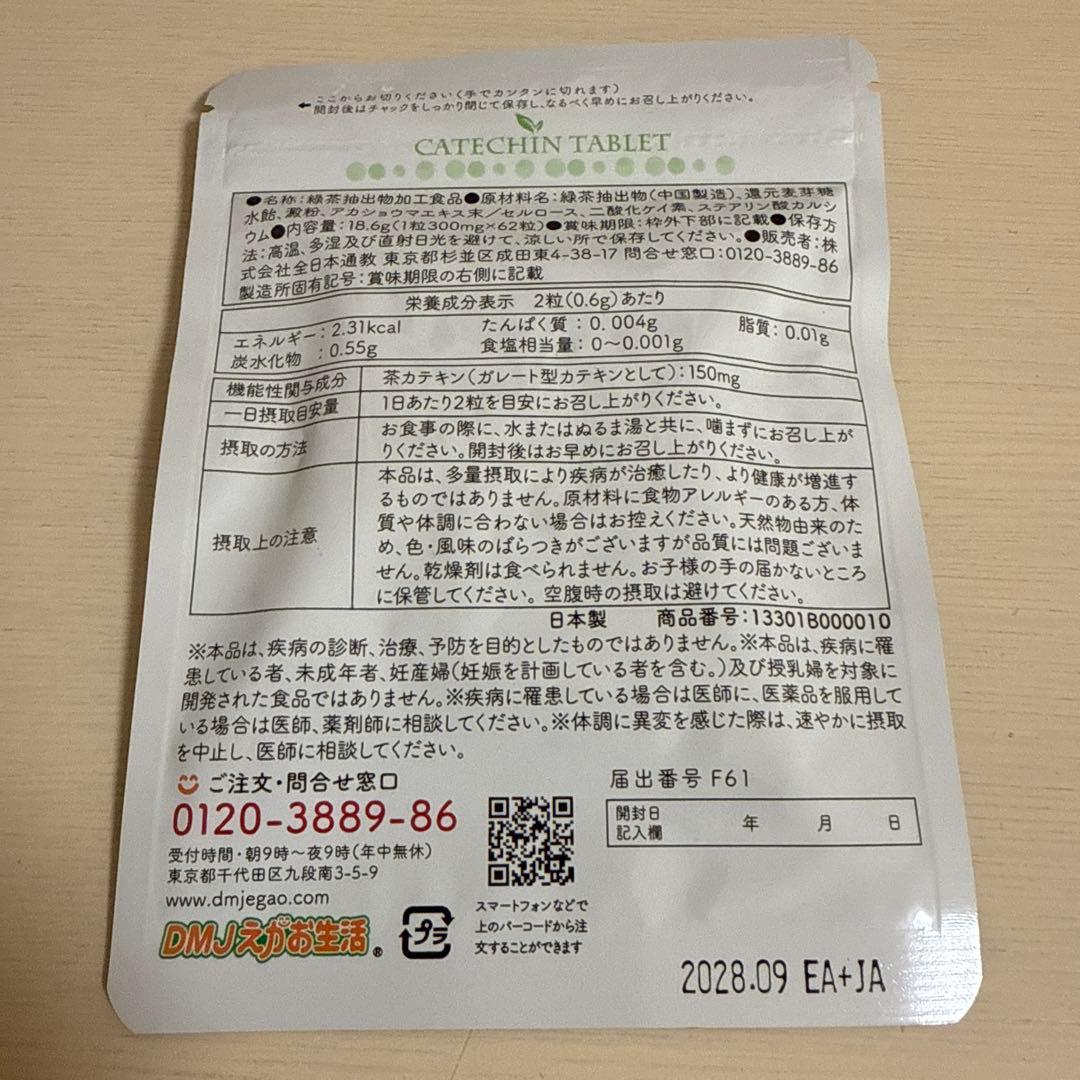 ここからお切りください(手でカンタンに切れます)
←開封後はチャックをしっかり閉じて保存し、なるべく早めにお召し上がりください。
CATECHIN TABLET
●名称:緑茶抽出物加工食品●原材料名:緑茶抽出物(中国製造)、還元麦芽糖
水飴、澱粉、アカショウマエキス末/セルロース、二酸化ケイ素、ステアリン酸カルシ
ウム●内容量:18.6g(1粒300mg×62粒)●賞味期限:枠外下部に記載●保存方
法:高温、多湿及び直射日光を避けて、涼しい所で保存してください。●販売者:株
式会社全日本通教 東京都杉並区成田東4-38-17 問合せ窓口:0120-3889-86
製造所固有記号:賞味期限の右側に記載
栄養成分表示 2粒(0.6g)あたり
エネルギー:2.31kcal たんぱく質:0.004g 脂質:0.01g
炭水化物 :0.55g 食塩相当量:0～0.001g
機能性関与成分 茶カテキン(ガレート型カテキンとして):150mg
一日摂取目安量 1日あたり2粒を目安にお召し上がりください。
摂取の方法 お食事の際に、水またはぬるま湯と共に、噛まずにお召し上が
りください。開封後はお早めにお召し上がりください。
摂取上の注意 本品は、多量摂取により疾病が治癒したり、より健康が増進す
るものではありません。原材料に食物アレルギーのある方、体
質や体調に合わない場合はお控えください。天然物由来のた
め、色・風味のばらつきがございますが品質には問題ございま
せん。乾燥剤は食べられません。お子様の手の届かないところ
に保管してください。空腹時の摂取は避けてください。
日本製 商品番号:13301B000010
※本品は、疾病の診断、治療、予防を目的としたものではありません。※本品は、疾病に罹
患している者、未成年者、妊産婦(妊娠を計画している者を含む。)及び授乳婦を対象に
開発された食品ではありません。※疾病に罹患している場合は医師に、医薬品を服用して
いる場合は医師、薬剤師に相談してください。※体調に異変を感じた際は、速やかに摂取
を中止し、医師に相談してください。
ご注文・問合せ窓口
0120-3889-86
受付時間・朝9時～夜9時(年中無休)
東京都千代田区九段南3-5-9
www.dmjegao.com
DMJえがお生活®
プラ
スマートフォンなどで
上のバーコードから注
文することができます
届出番号 F61
開封日
記入欄 年 月 日
2028.09 EA+JA